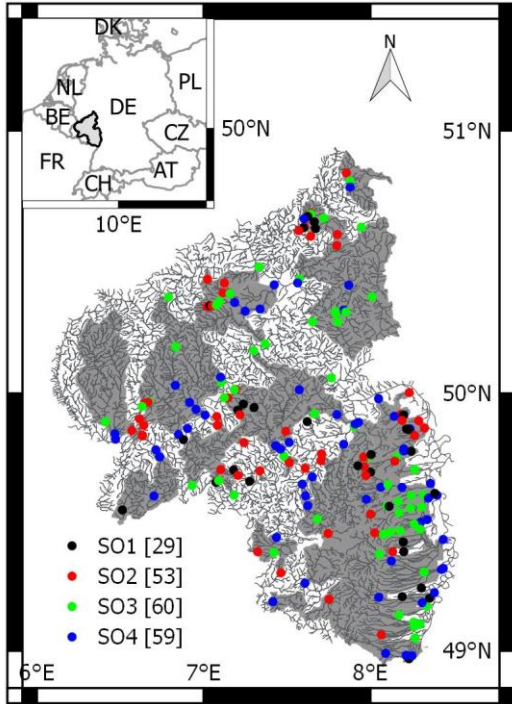 DK
N
NL
PL
DE
BE
50°N
51°N
CZ
FR
AT
CH
10°E
50°N
SO1 [29]
SO2 [53]
SO3 [60]
SO4 [59]
49°N
6°E
7°E
8°E